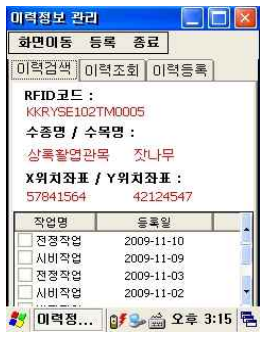 이력정보 관리
화면이동 등록 종료
이력검색 이력조회 이력등록
RFID코드 :
KKRYSE102TM0005
수종명 / 수목명 :
상록활엽관목 잣나무
X위치좌표 / Y위치좌표 :
57841564 42124547
작업명 등록일
전정작업 2009-11-10
시비작업 2009-11-09
전정작업 2009-11-03
시비작업 2009-11-02
이력정... 오후 3:15